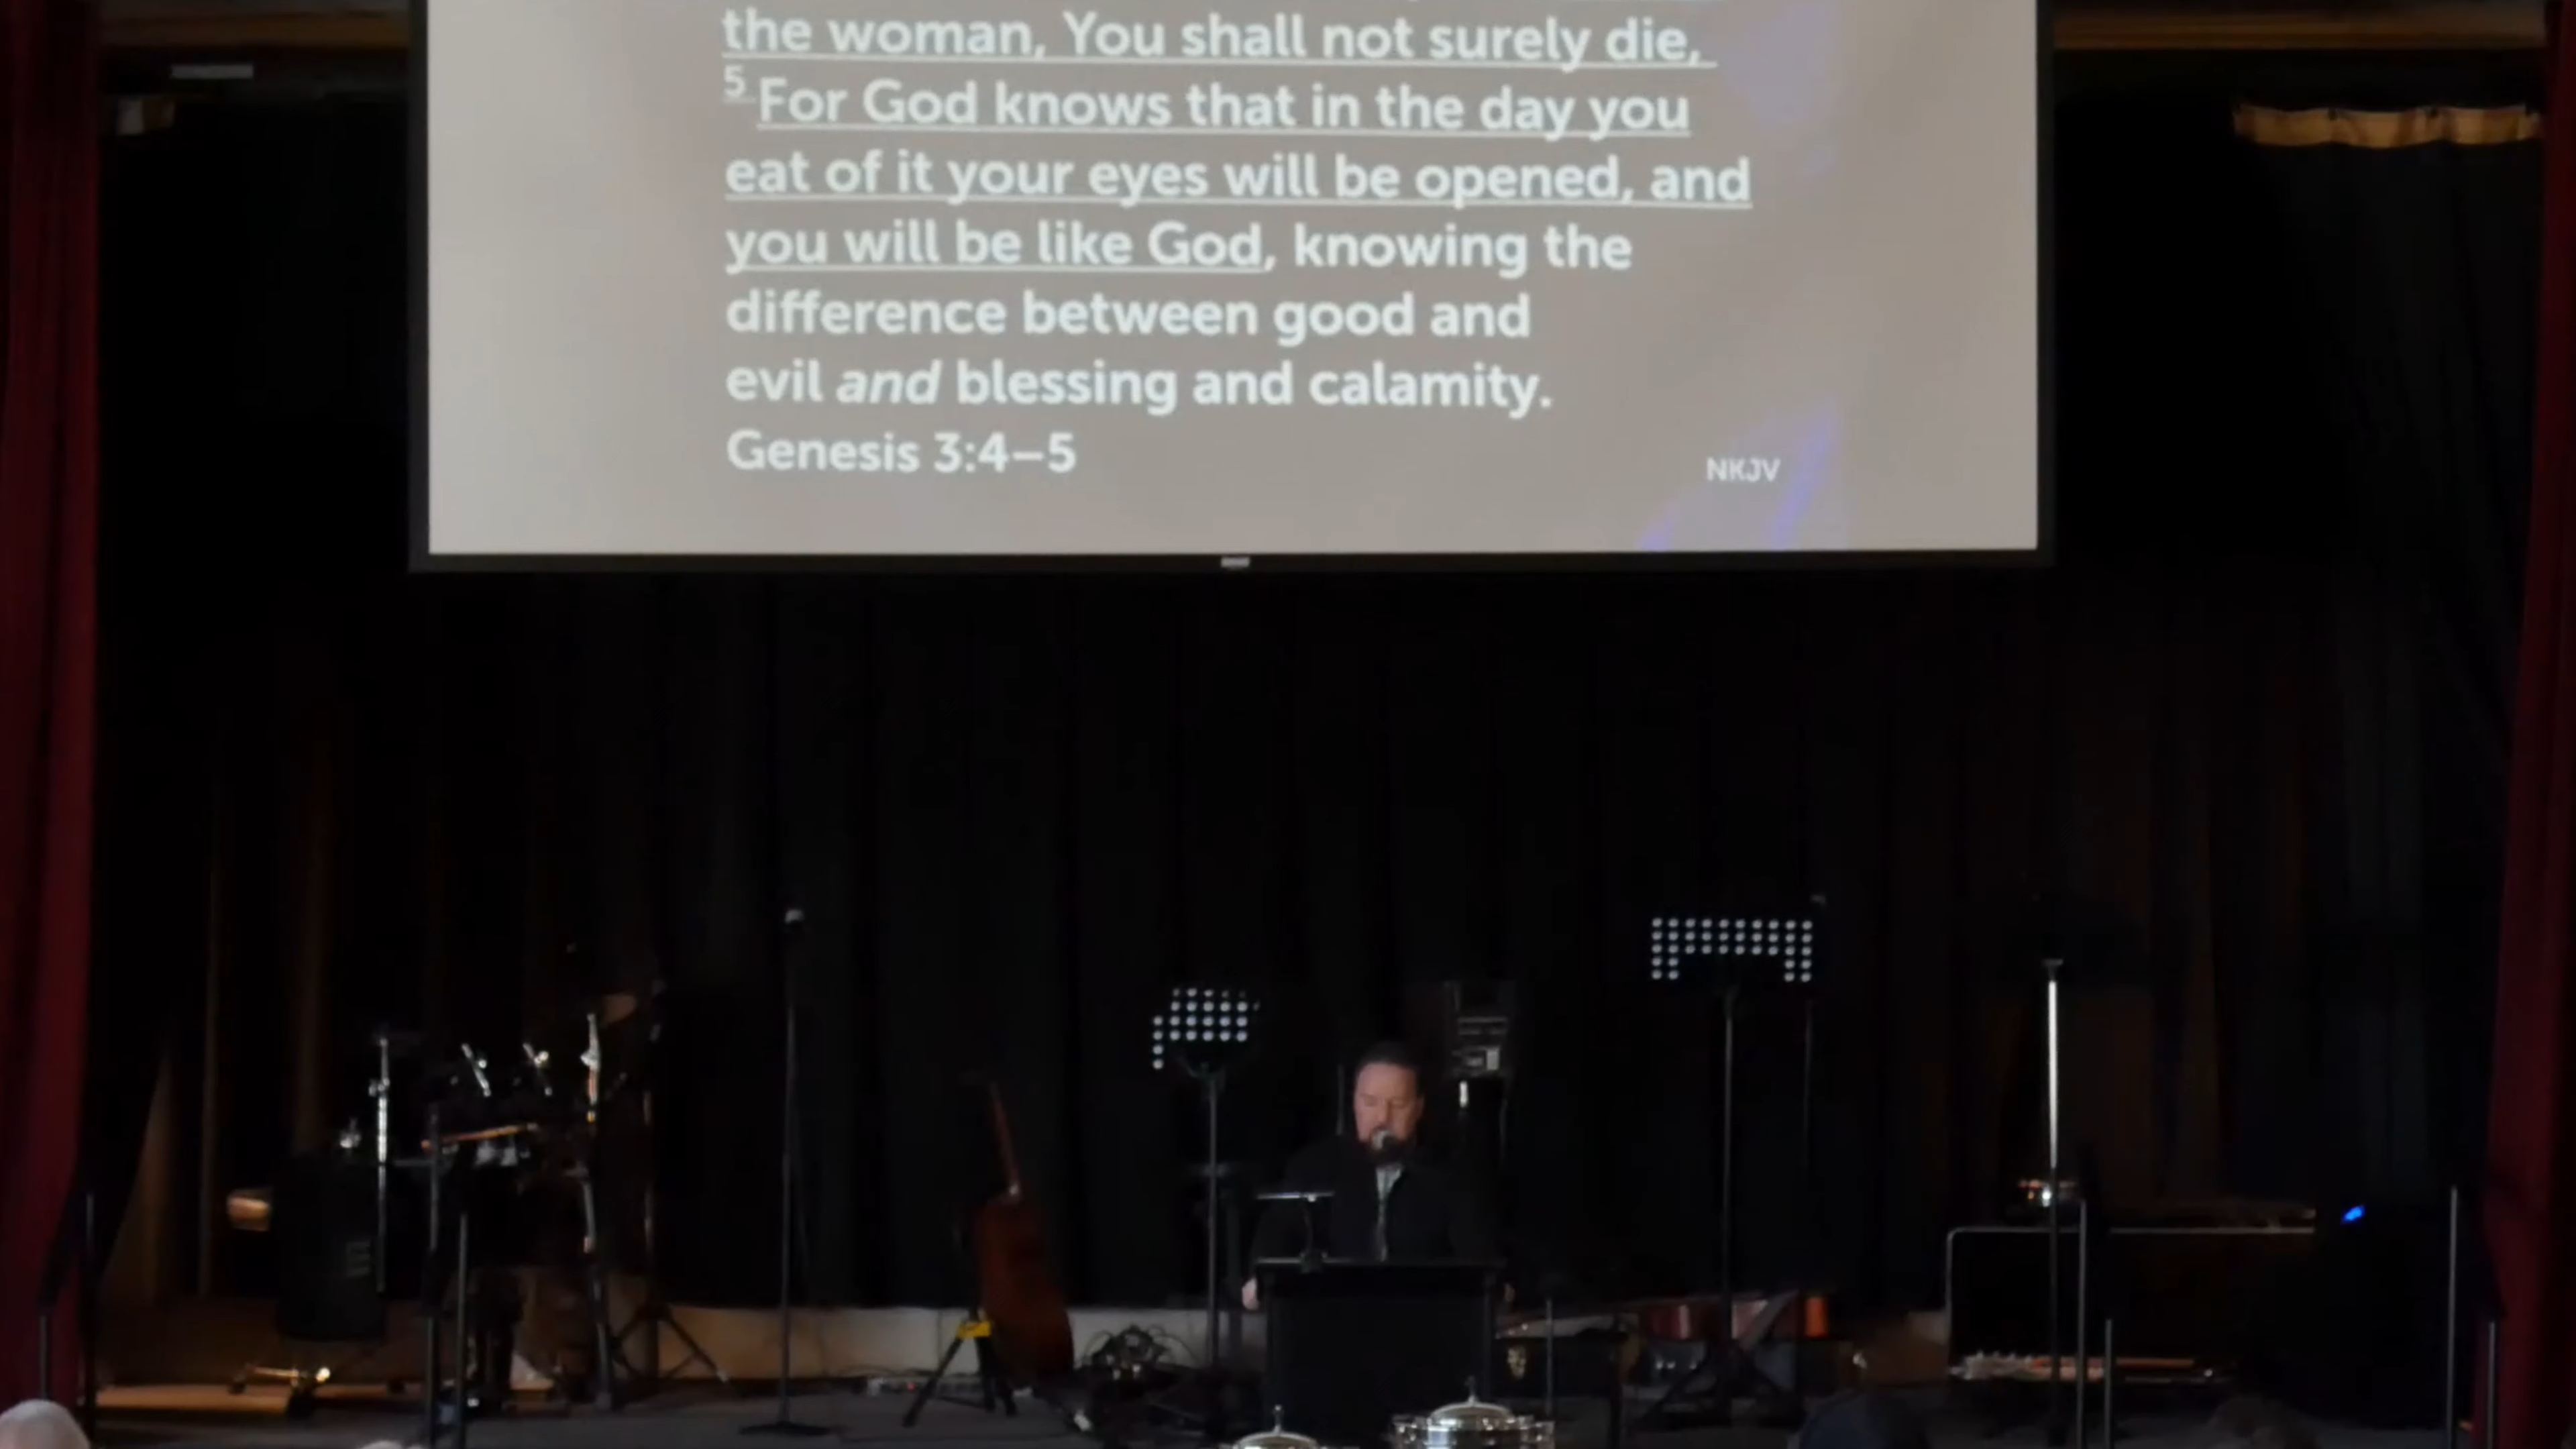 the woman, You shall not surely die,
5 For God knows that in the day you
eat of it your eyes will be opened, and
you will be like God, knowing the
difference between good and
evil and blessing and calamity.
Genesis 3:4–5
NKJV